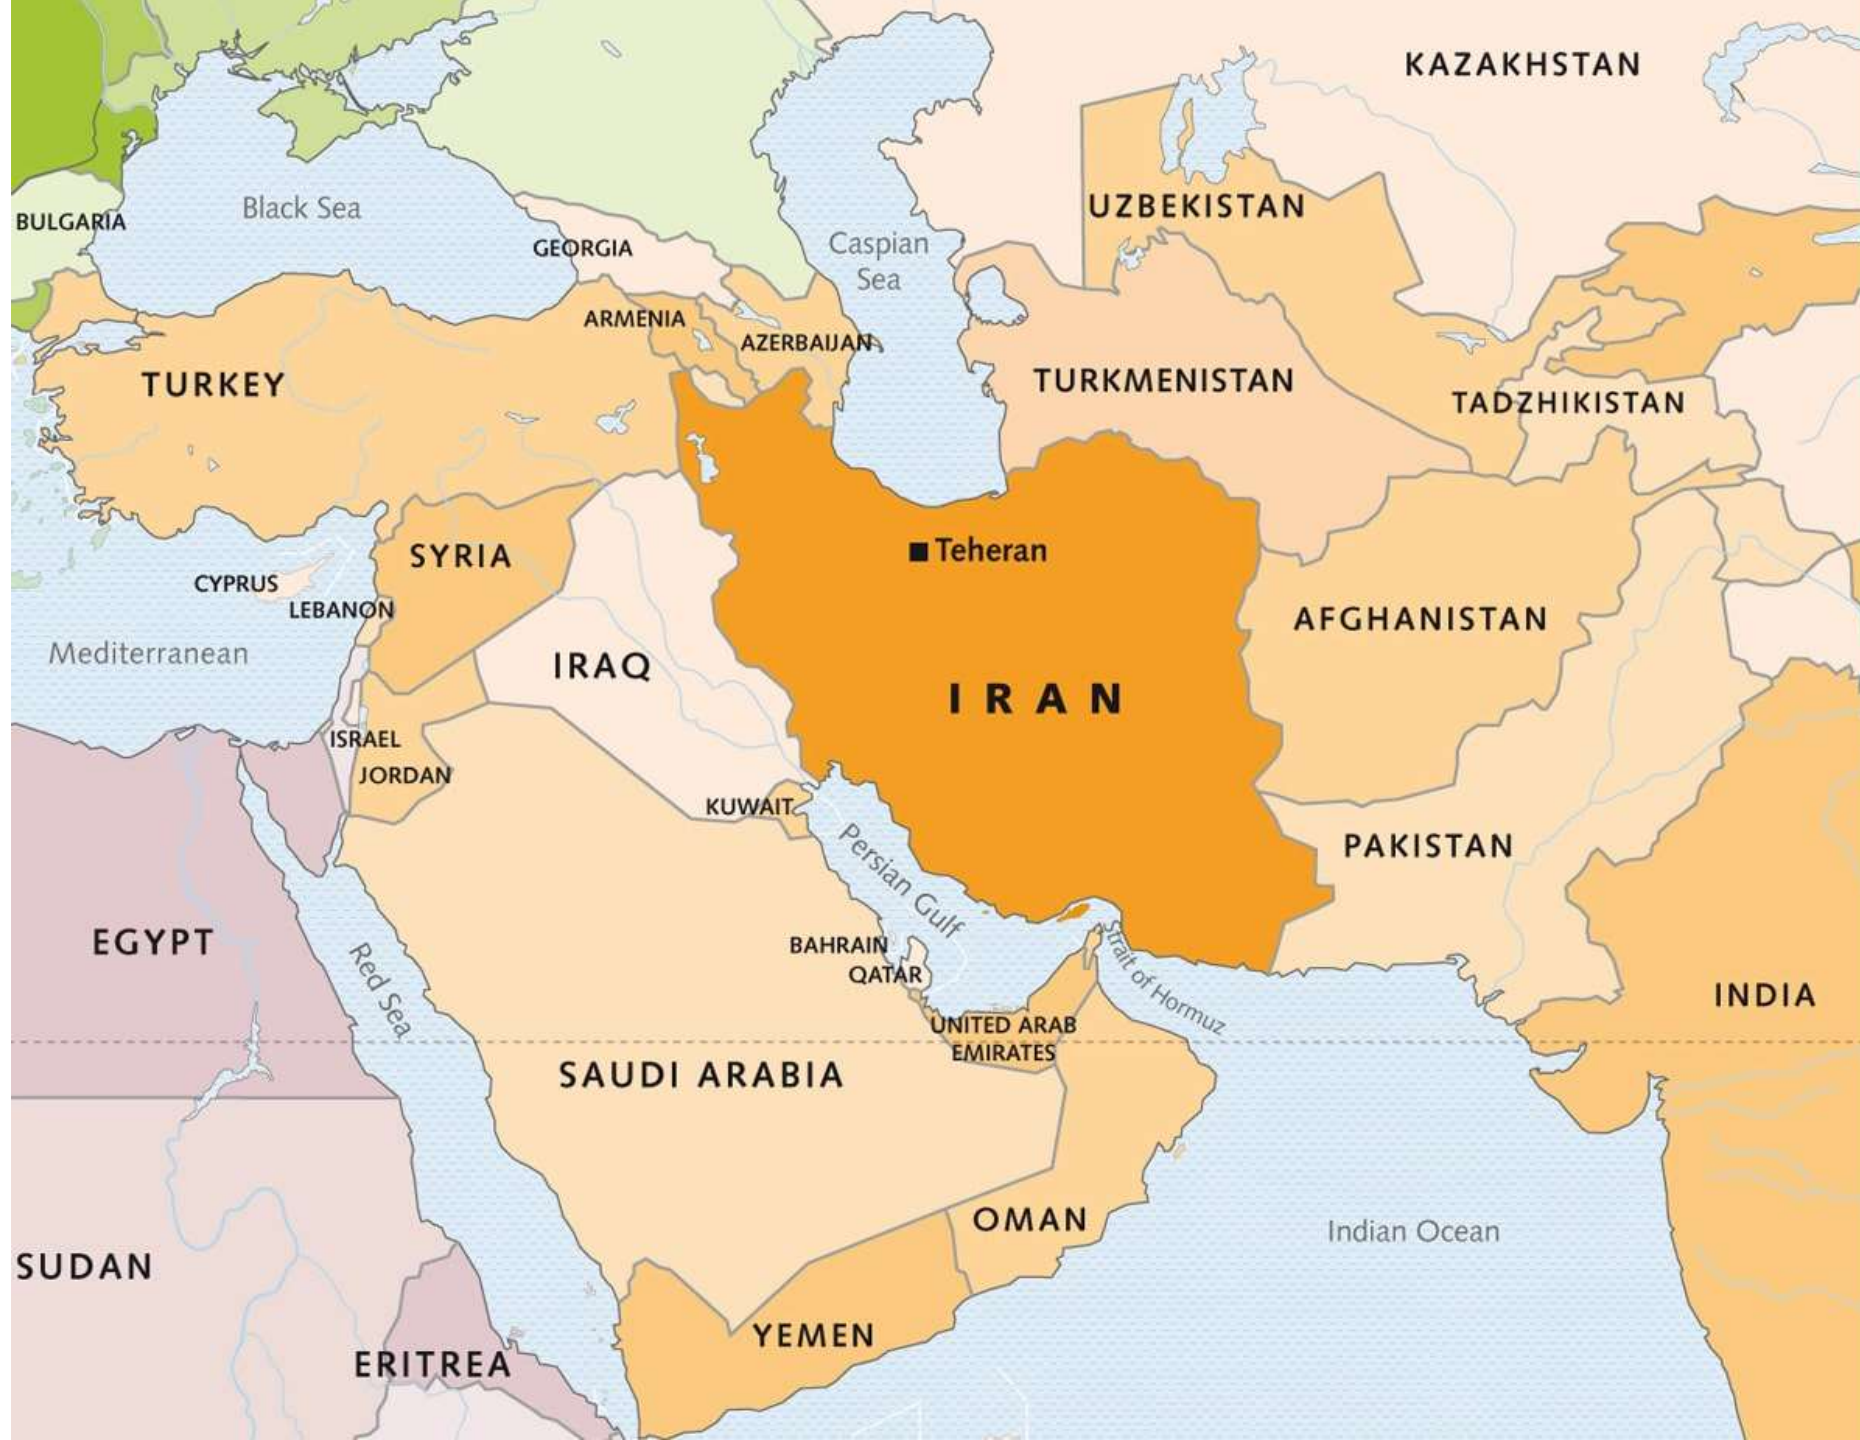 KAZAKHSTAN
UZBEKISTAN
Black Sea
BULGARIA
GEORGIA
Caspian
Sea
ARMENIA
AZERBAIJAN
TURKEY
TURKMENISTAN
TADZHIKISTAN
Teheran
SYRIA
CYPRUS
LEBANON
AFGHANISTAN
Mediterranean
IRAQ
IRAN
ISRAEL
JORDAN
KUWAIT
PAKISTAN
Persian Gulf
EGYPT
BAHRAIN
QATAR
Red Sea
Strait of Hormuz
INDIA
UNITED ARAB
EMIRATES
SAUDI ARABIA
OMAN
Indian Ocean
SUDAN
YEMEN
ERITREA